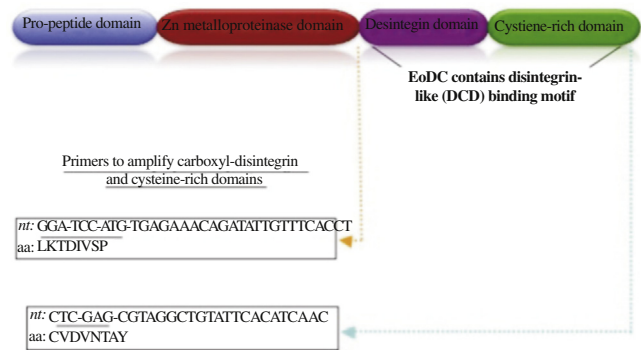 Pro-peptide domain Zn metalloproteinase domain Desintegin domain Cystiene-rich domain
EoDC contains disintegrin-
like (DCD) binding motif
Primers to amplify carboxyl-disintegrin
and cysteine-rich domains
nt: GGA-TCC-ATG-TGAGAAACAGATATTGTTTCACCT
aa: LKTDIVSP
nt: CTC-GAG-CGTAGGCTGTATTCACATCAAC
aa: CVDVNTAY